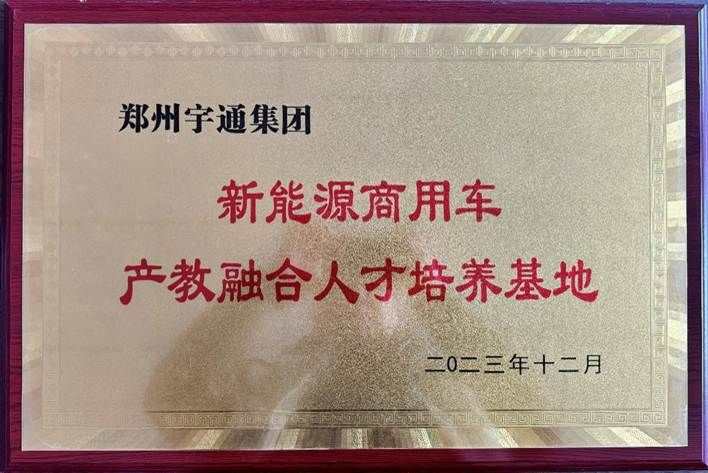 郑州宇通集团
新能源商用车
产教融合人才培养基地
二0二三年十二月